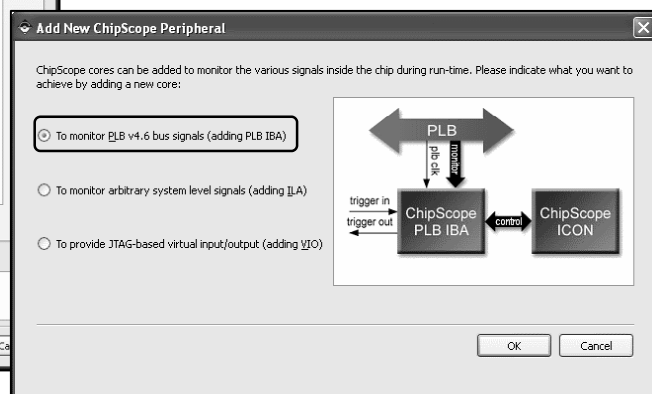 Add New ChipScope Peripheral
ChipScope cores can be added to monitor the various signals inside the chip during run-time. Please indicate what you want to
achieve by adding a new core:
To monitor PLB v4.6 bus signals (adding PLB IBA)
To monitor arbitrary system level signals (adding ILA)
To provide JTAG-based virtual input/output (adding VIO)
PLB
plb clk
monitor
trigger in
trigger out
ChipScope
PLB IBA
control
ChipScope
ICON
Ca
OK
Cancel